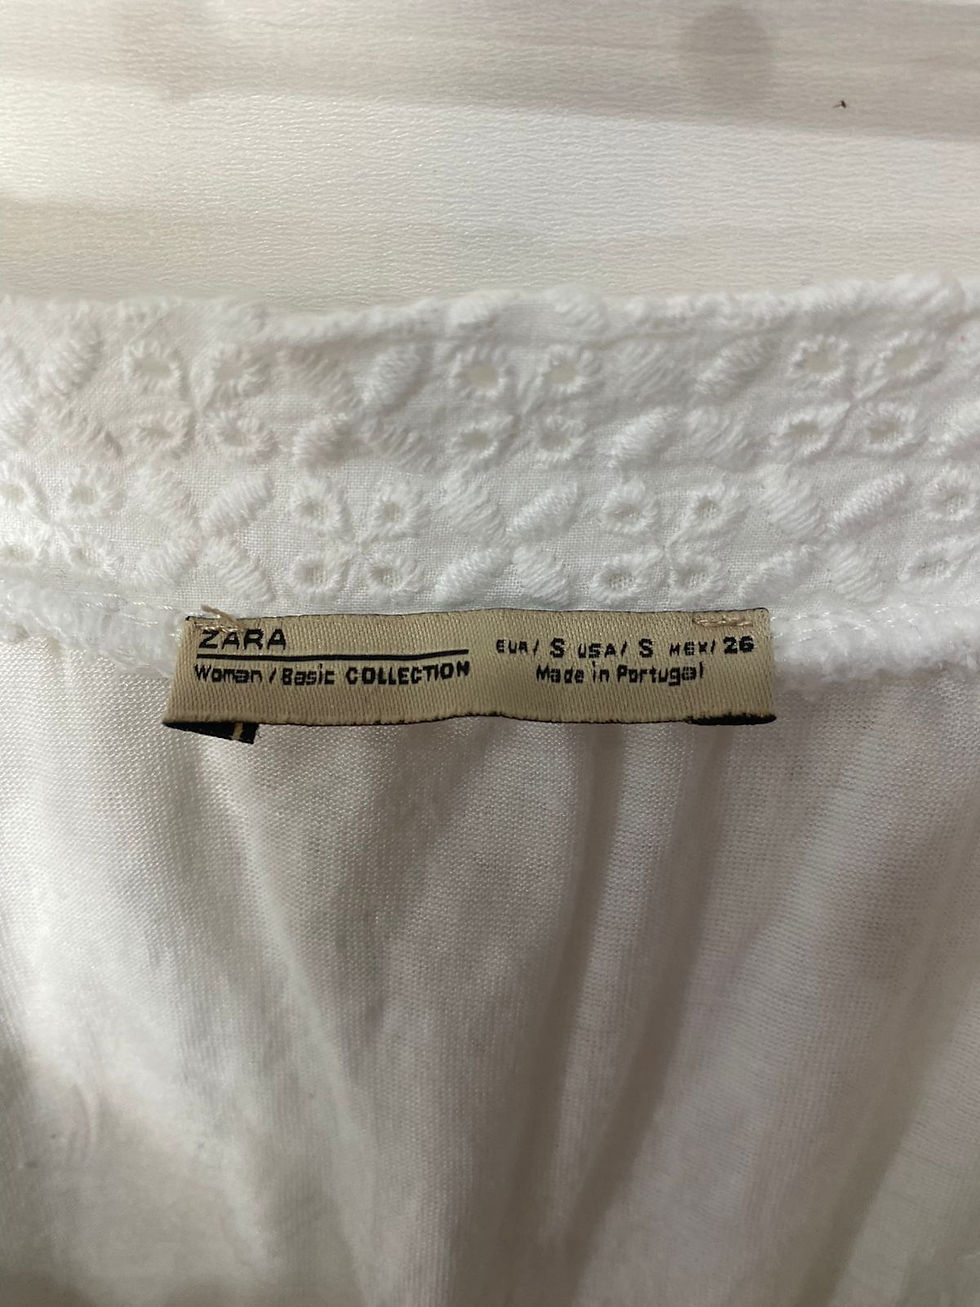 ZARA
Woman / Basic COLLECTION
EUR/ S USA/ S MEX/ 26
Made in Portugal